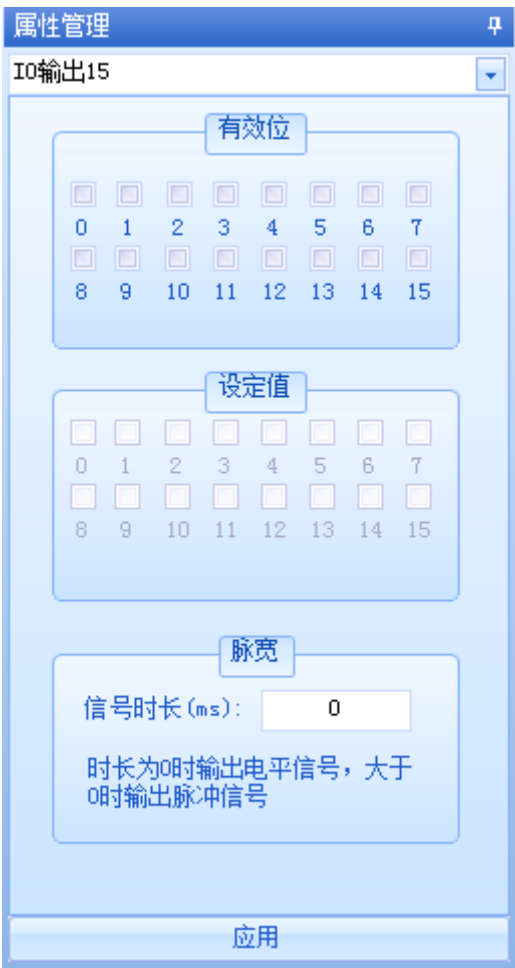 属性管理
IO输出15
有效位
0 1 2 3 4 5 6 7
8 9 10 11 12 13 14 15
设定值
0 1 2 3 4 5 6 7
8 9 10 11 12 13 14 15
脉宽
信号时长(ms): 0
时长为0时输出电平信号，大于
0时输出脉冲信号
应用